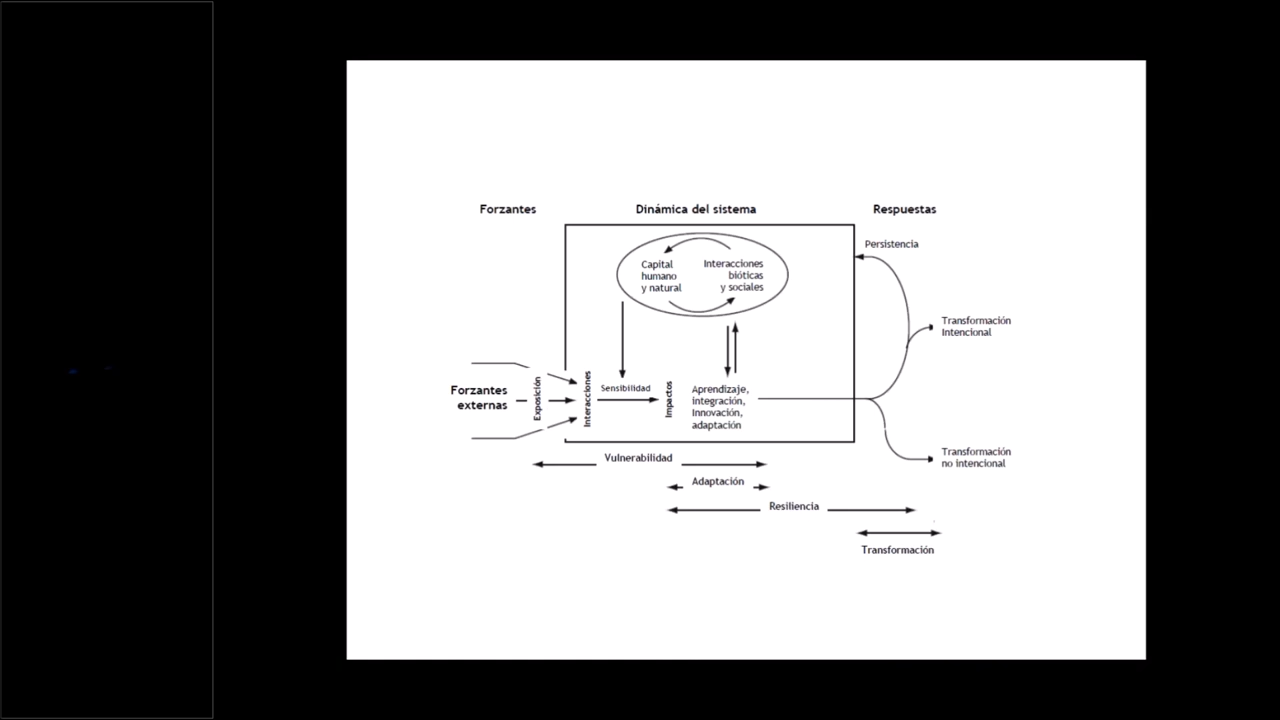 Forzantes
Dinámica del sistema
Respuestas
Persistencia
Capital
humano
y natural
Interacciones
bióticas
y sociales
Transformación
Intencional
Forzantes
externas
Exposición
Interacciones
Sensibilidad
Impactos
Aprendizaje,
integración,
Innovación,
adaptación
Transformación
no intencional
Vulnerabilidad
Adaptación
Resiliencia
Transformación